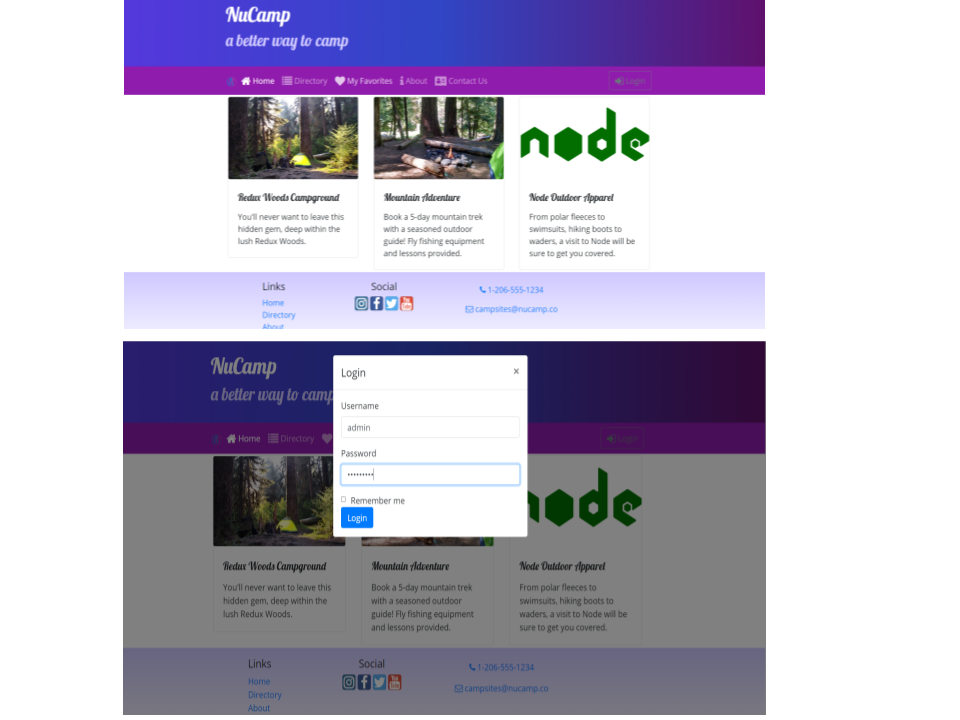 NuCamp
a better way to camp
Home Directory My Favorites About Contact Us Login
node
Redux Woods Campground
You'll never want to leave this
hidden gem, deep within the
lush Redux Woods.
Mountain Adventure
Book a 5-day mountain trek
with a seasoned outdoor
guide! Fly fishing equipment
and lessons provided.
Node Outdoor Apparel
From polar fleeces to
swimsuits, hiking boots to
waders, a visit to Node will be
sure to get you covered.
Links
Home
Directory
About
Social
You Tube
1-206-555-1234
campsites@nucamp.co
NuCamp
a better way to camp
Home Directory Login
Login ×
Username
admin
Password
•••••••••
Remember me
Login
node
Redux Woods Campground
You'll never want to leave this
hidden gem, deep within the
lush Redux Woods.
Mountain Adventure
Book a 5-day mountain trek
with a seasoned outdoor
guide! Fly fishing equipment
and lessons provided.
Node Outdoor Apparel
From polar fleeces to
swimsuits, hiking boots to
waders, a visit to Node will be
sure to get you covered.
Links
Home
Directory
About
Social
You Tube
1-206-555-1234
campsites@nucamp.co